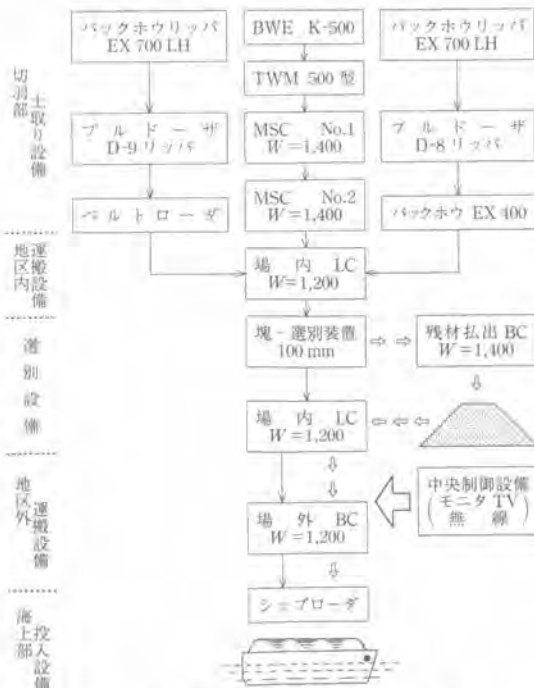 バックホウリッパ
EX 700 LH
BWE K-500
バックホウリッパ
EX 700 LH
TWM 500 型
切羽部
土取り設備
ブルドーザ
D-9 リッパ
MSC No.1
W=1,400
ブルドーザ
D-8 リッパ
MSC No.2
W=1,400
ベルトローダ
バックホウ EX 400
地区内
運搬設備
場内 LC
W=1,200
選別設備
塊-選別装置
100 mm
残材払出 BC
W=1,400
場内 LC
W=1,200
地区外
運搬設備
中央制御設備
(モニタ TV
無線)
場外 BC
W=1,200
シップローダ
海上部
投入設備